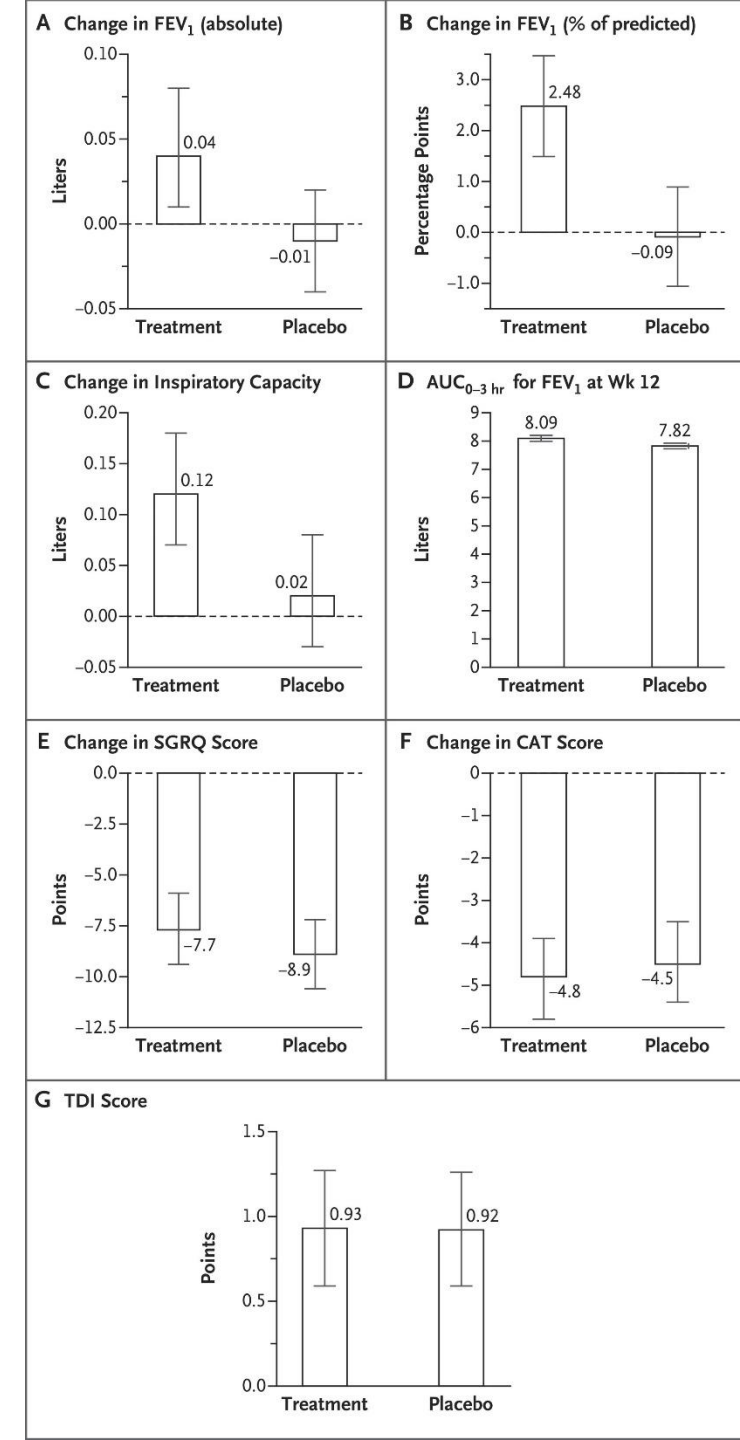 A Change in FEV1 (absolute)
0.10
0.05
0.00
−0.05
Liters
0.04
−0.01
Treatment Placebo
B Change in FEV1 (% of predicted)
3.0
2.0
1.0
0.0
−1.0
Percentage Points
2.48
−0.09
Treatment Placebo
C Change in Inspiratory Capacity
0.20
0.15
0.10
0.05
0.00
−0.05
Liters
0.12
0.02
Treatment Placebo
D AUC0–3 hr for FEV1 at Wk 12
9
8
7
6
5
4
3
2
1
0
Liters
8.09
7.82
Treatment Placebo
E Change in SGRQ Score
0.0
−2.5
−5.0
−7.5
−10.0
−12.5
Points
−7.7
−8.9
Treatment Placebo
F Change in CAT Score
0
−1
−2
−3
−4
−5
−6
Points
−4.8
−4.5
Treatment Placebo
G TDI Score
1.5
1.0
0.5
0.0
Points
0.93
0.92
Treatment Placebo